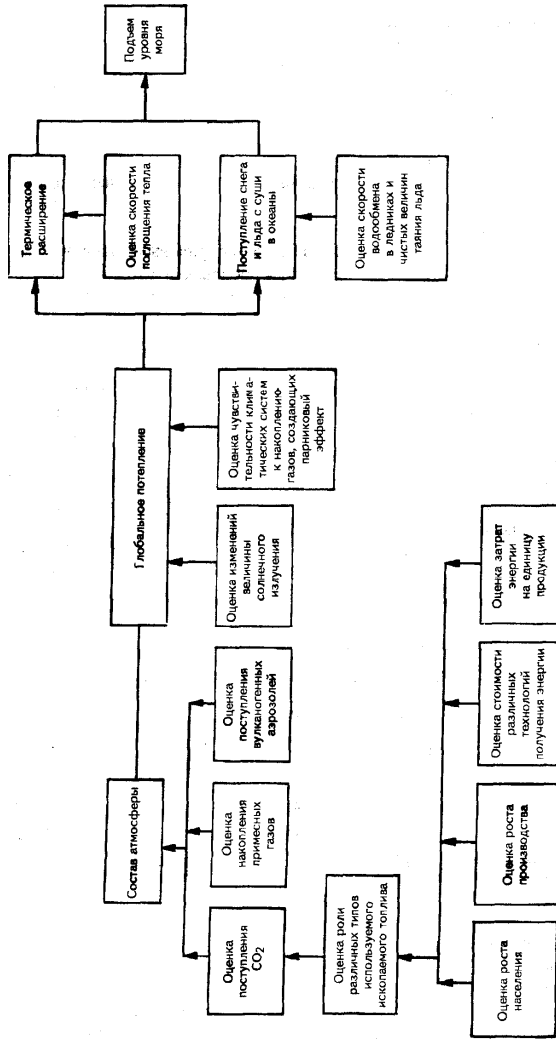 Подъем
уровня
моря
Термическое
расширение
Оценка скорости
поглощения тепла
Поступление снега
и льда с суши
в океаны
Оценка скорости
водообмена
в ледниках и
чистых величин
таяния льда
Глобальное потепление
Оценка изменений
величины
солнечного
излучения
Оценка чувстви-
тельности клима-
тических систем
к накоплению
газов, создающих
парниковый
эффект
Состав атмосферы
Оценка
поступления
CO2
Оценка
накопления
примесных
газов
Оценка
поступления
вулканогенных
аэрозолей
Оценка роли
различных типов
используемого
ископаемого топлива
Оценка роста
населения
Оценка роста
производства
Оценка стоимости
различных
технологий
получения энергии
Оценка затрат
энергии
на единицу
продукции